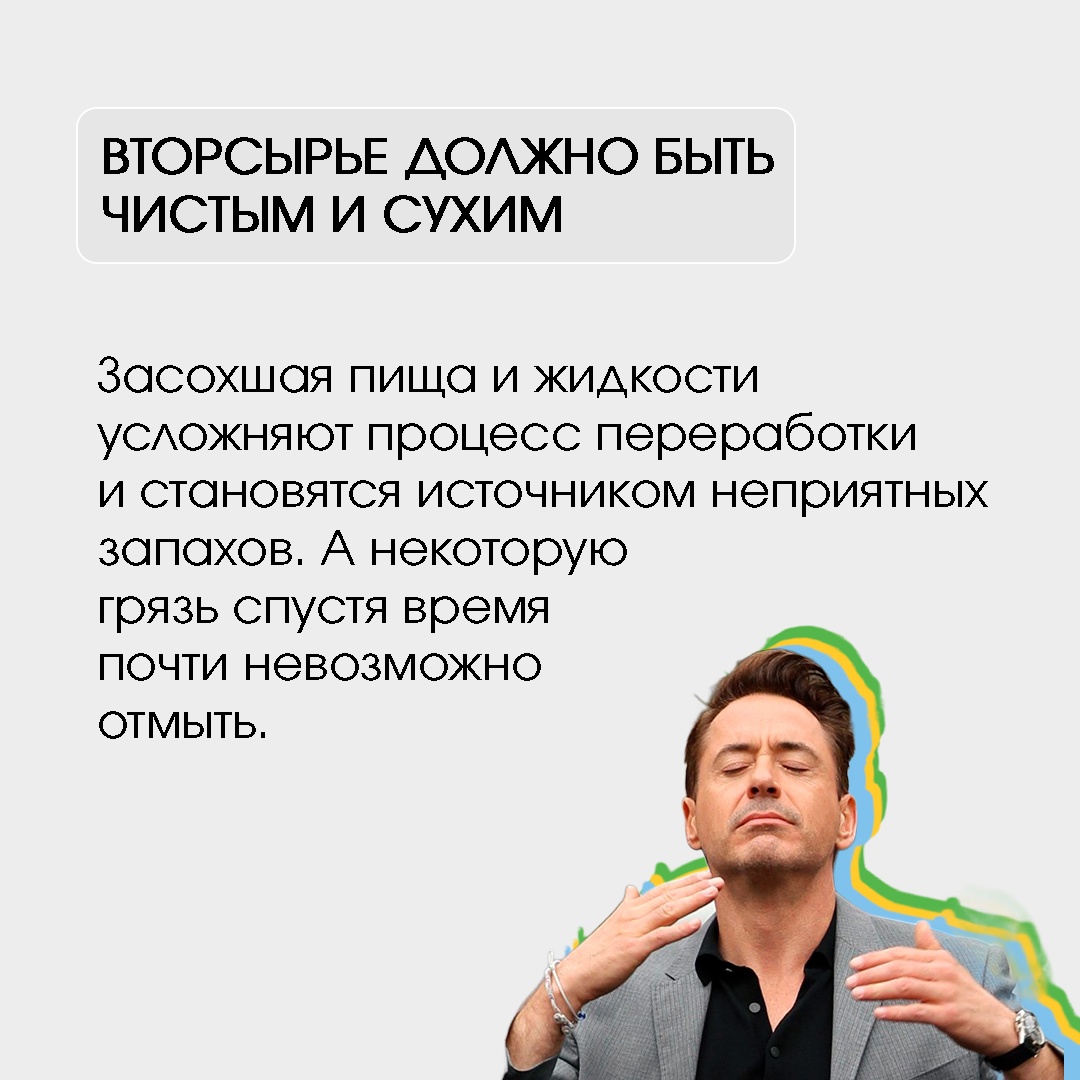 ВТОРСЫРЬЕ ДОЛЖНО БЫТЬ
ЧИСТЫМ И СУХИМ
Засохшая пища и жидкости
усложняют процесс переработки
и становятся источником неприятных
запахов. А некоторую
грязь спустя время
почти невозможно
отмыть.